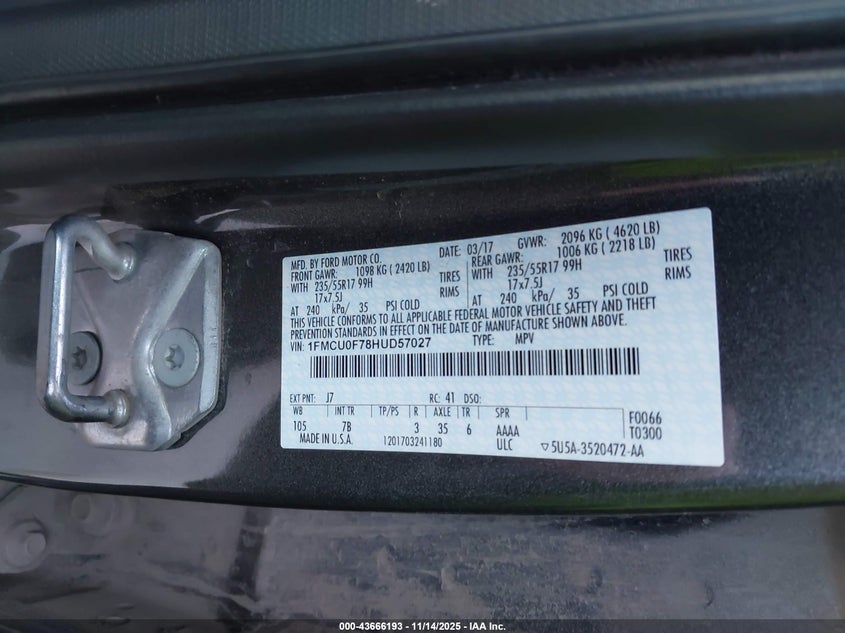 MFD. BY FORD MOTOR CO. DATE: 03/17 GVWR: 2096 KG ( 4620 LB)
FRONT GAWR: 1098 KG ( 2420 LB) REAR GAWR: 1006 KG ( 2218 LB)
WITH 235/55R17 99H TIRES WITH 235/55R17 99H TIRES
17x7.5J RIMS 17x7.5J RIMS
AT 240 kPa/ 35 PSI COLD AT 240 kPa/ 35 PSI COLD
THIS VEHICLE CONFORMS TO ALL APPLICABLE FEDERAL MOTOR VEHICLE SAFETY AND THEFT
PREVENTION STANDARDS IN EFFECT ON THE DATE OF MANUFACTURE SHOWN ABOVE.
VIN: 1FMCU0F78HUD57027 TYPE: MPV
EXT PNT: J7 RC: 41 DSO:
WB INT TR TP/PS R AXLE TR SPR F0066
105 7B 3 35 6 AAAA T0300
MADE IN U.S.A. 1201703241180 ULC ▽5U5A-3520472-AA
000-43666193 | 11/14/2025 | IAA Inc.